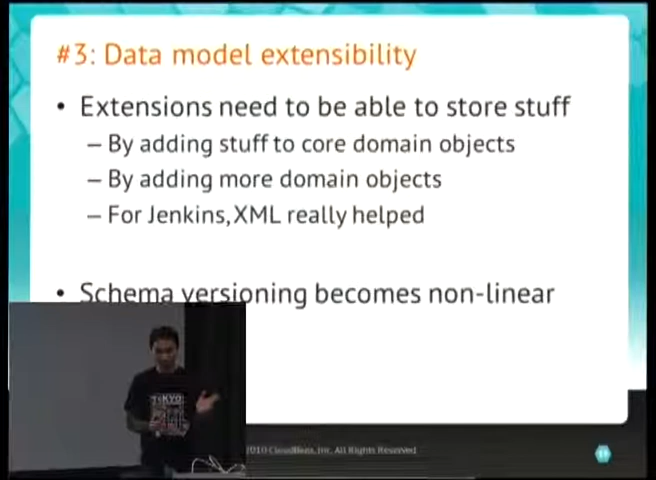 #3: Data model extensibility
• Extensions need to be able to store stuff
– By adding stuff to core domain objects
– By adding more domain objects
– For Jenkins, XML really helped
• Schema versioning becomes non-linear
TOKYO
2010 CloudBees, Inc. All Rights Reserved